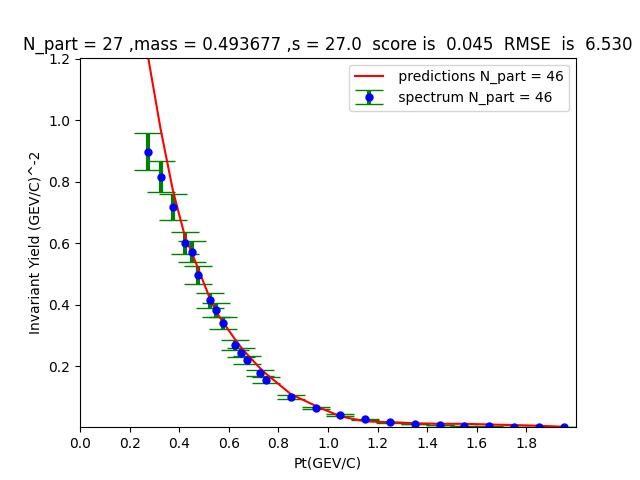 N_part = 27 ,mass = 0.493677 ,s = 27.0  score is  0.045  RMSE  is  6.530
predictions N_part = 46
spectrum N_part = 46
1.2
1.0
0.8
0.6
0.4
0.2
Invariant Yield (GEV/C)^-2
0.0 0.2 0.4 0.6 0.8 1.0 1.2 1.4 1.6 1.8
Pt(GEV/C)